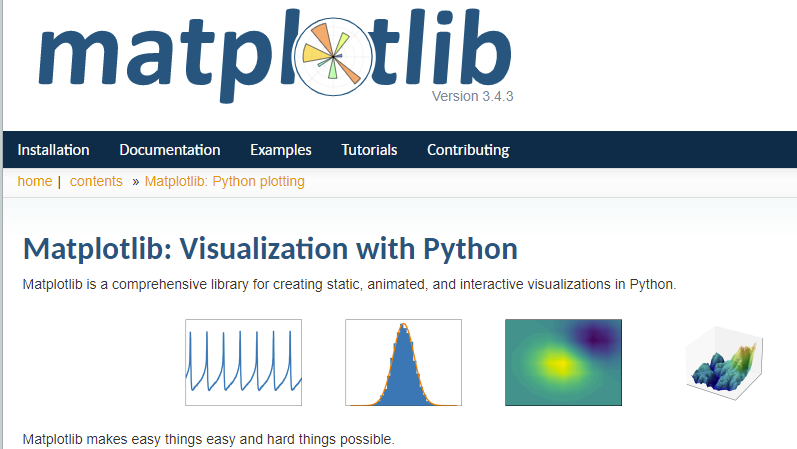 matplotlib
Version 3.4.3
Installation Documentation Examples Tutorials Contributing
home | contents » Matplotlib: Python plotting
Matplotlib: Visualization with Python
Matplotlib is a comprehensive library for creating static, animated, and interactive visualizations in Python.
Matplotlib makes easy things easy and hard things possible.